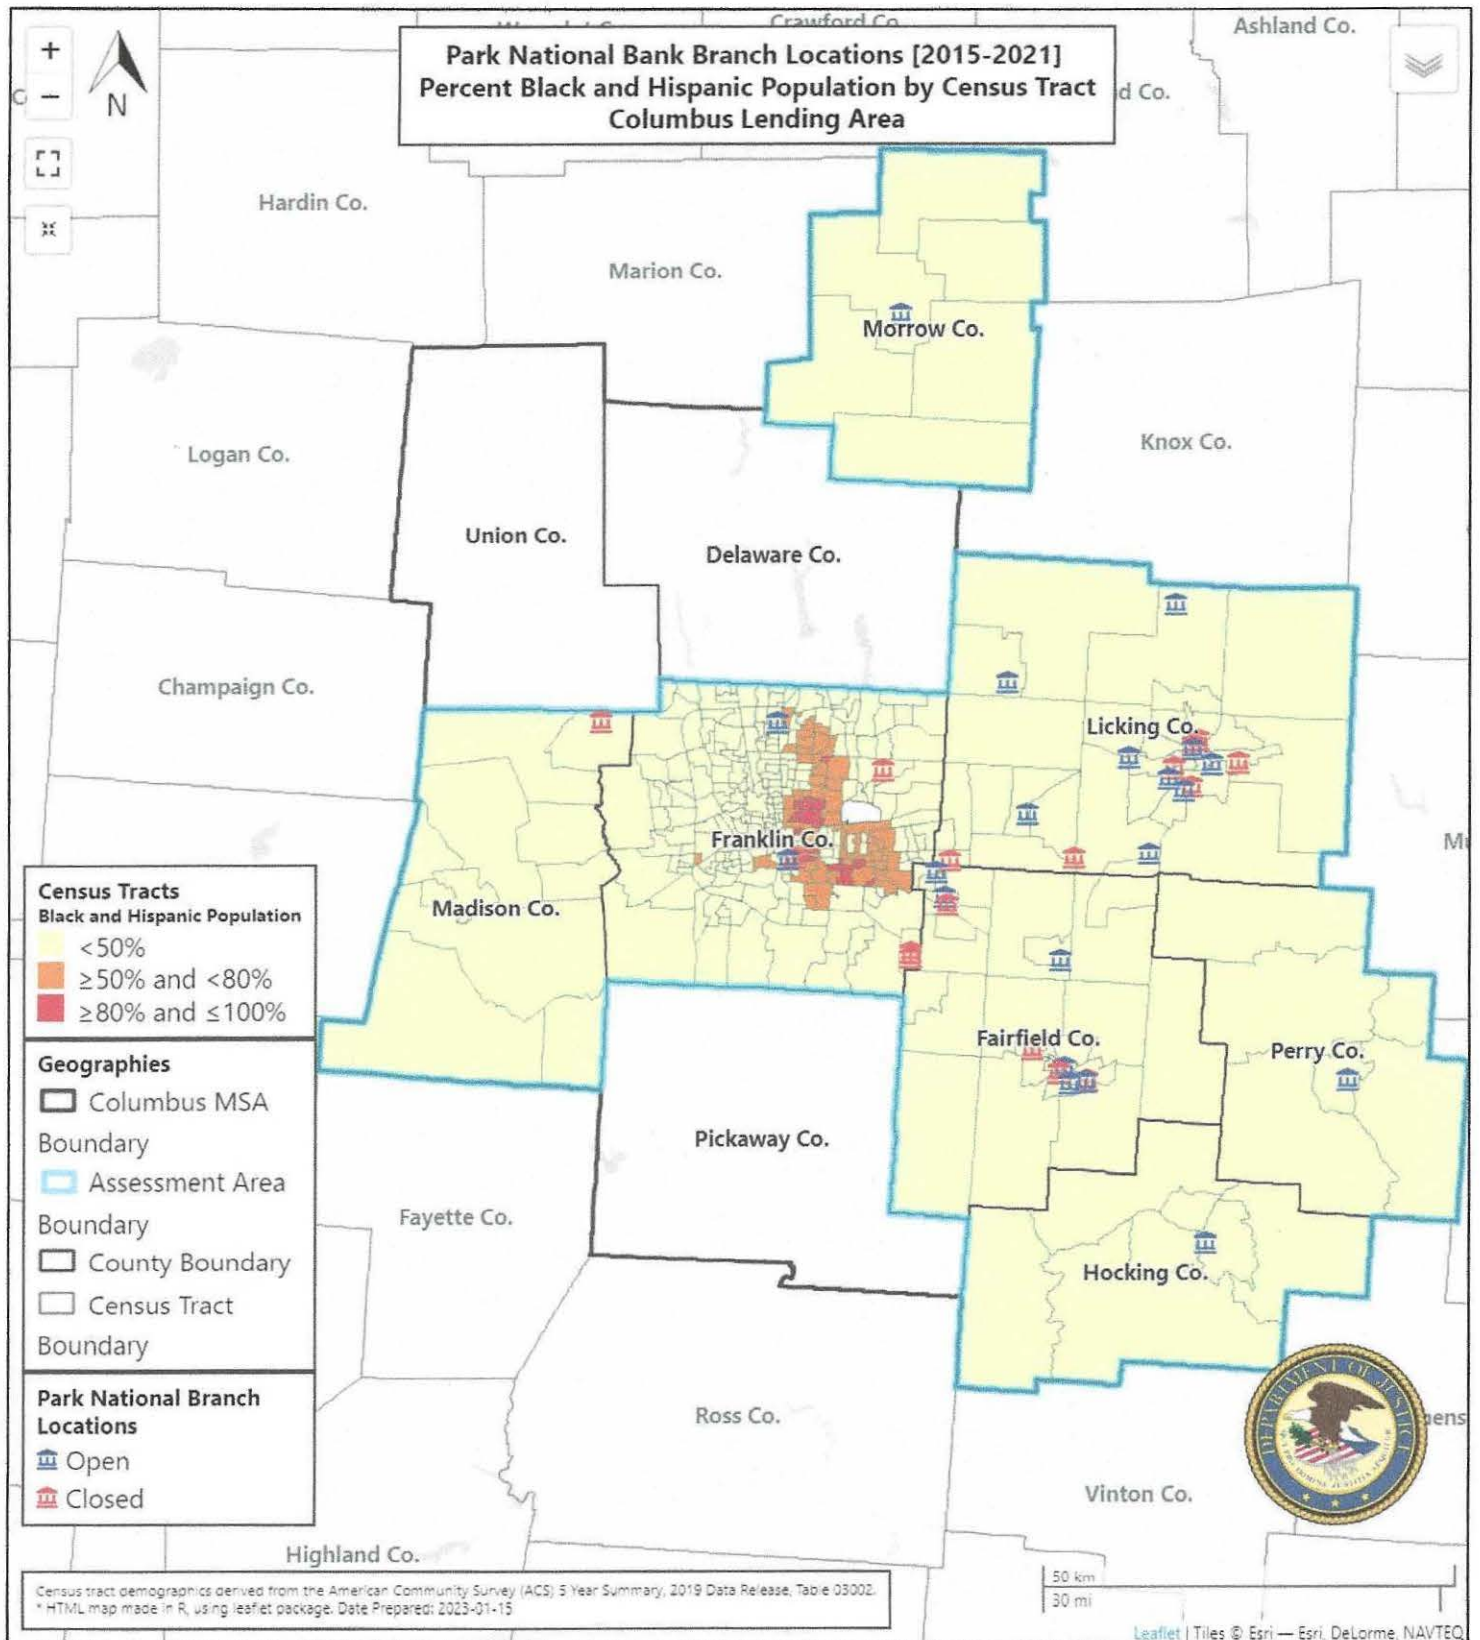 Crawford Co.
Ashland Co.
+
−
N
Park National Bank Branch Locations [2015-2021]
Percent Black and Hispanic Population by Census Tract
Columbus Lending Area
d Co.
Hardin Co.
Marion Co.
Morrow Co.
Logan Co.
Knox Co.
Union Co.
Delaware Co.
Champaign Co.
Licking Co.
Franklin Co.
Madison Co.
Fairfield Co.
Perry Co.
Pickaway Co.
Fayette Co.
Hocking Co.
Ross Co.
Vinton Co.
Highland Co.
Census Tracts
Black and Hispanic Population
<50%
≥50% and <80%
≥80% and ≤100%
Geographies
Columbus MSA
Boundary
Assessment Area
Boundary
County Boundary
Census Tract
Boundary
Park National Branch
Locations
Open
Closed
DEPARTMENT OF JUSTICE
Census tract demographics derived from the American Community Survey (ACS) 5 Year Summary, 2019 Data Release, Table 03002.
* HTML map made in R, using leaflet package. Date Prepared: 2023-01-15
50 km
30 mi
Leaflet | Tiles © Esri — Esri, DeLorme, NAVTEQ